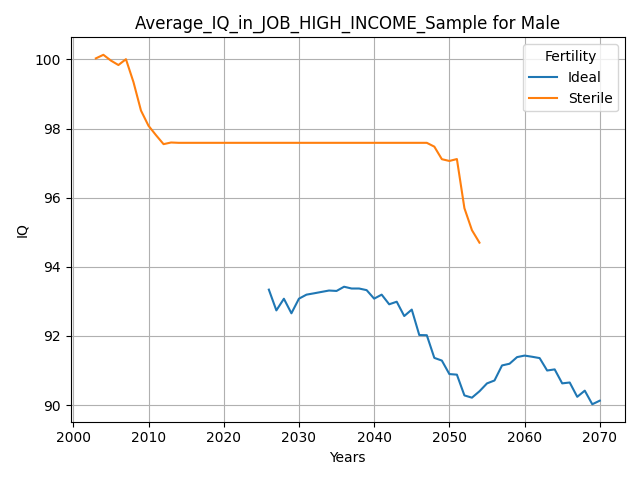 Average_IQ_in_JOB_HIGH_INCOME_Sample for Male
Fertility
Ideal
Sterile
IQ
100
98
96
94
92
90
2000 2010 2020 2030 2040 2050 2060 2070
Years